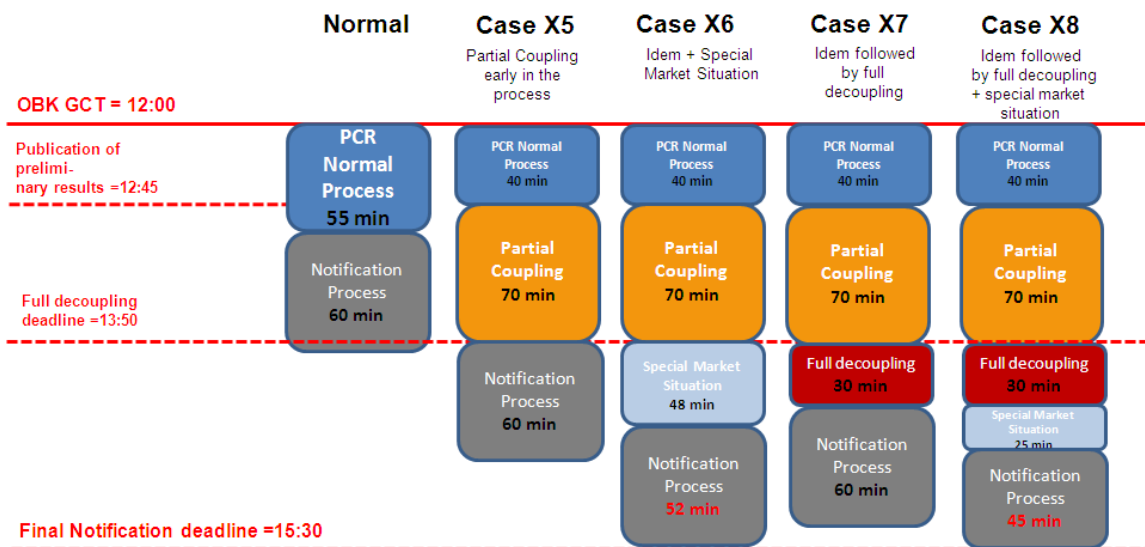 Normal
Case X5
Case X6
Case X7
Case X8
Partial Coupling
early in the
process
Idem + Special
Market Situation
Idem followed
by full
decoupling
Idem followed
by full decoupling
+ special market
situation
OBK GCT = 12:00
Publication of
prelimi-
nary results =12:45
Full decoupling
deadline =13:50
Final Notification deadline =15:30
PCR
Normal
Process
55 min
Notification
Process
60 min
PCR Normal
Process
40 min
Partial
Coupling
70 min
Notification
Process
60 min
PCR Normal
Process
40 min
Partial
Coupling
70 min
Special Market
Situation
48 min
Notification
Process
52 min
PCR Normal
Process
40 min
Partial
Coupling
70 min
Full decoupling
30 min
Notification
Process
60 min
PCR Normal
Process
40 min
Partial
Coupling
70 min
Full decoupling
30 min
Special Market
Situation
25 min
Notification
Process
45 min